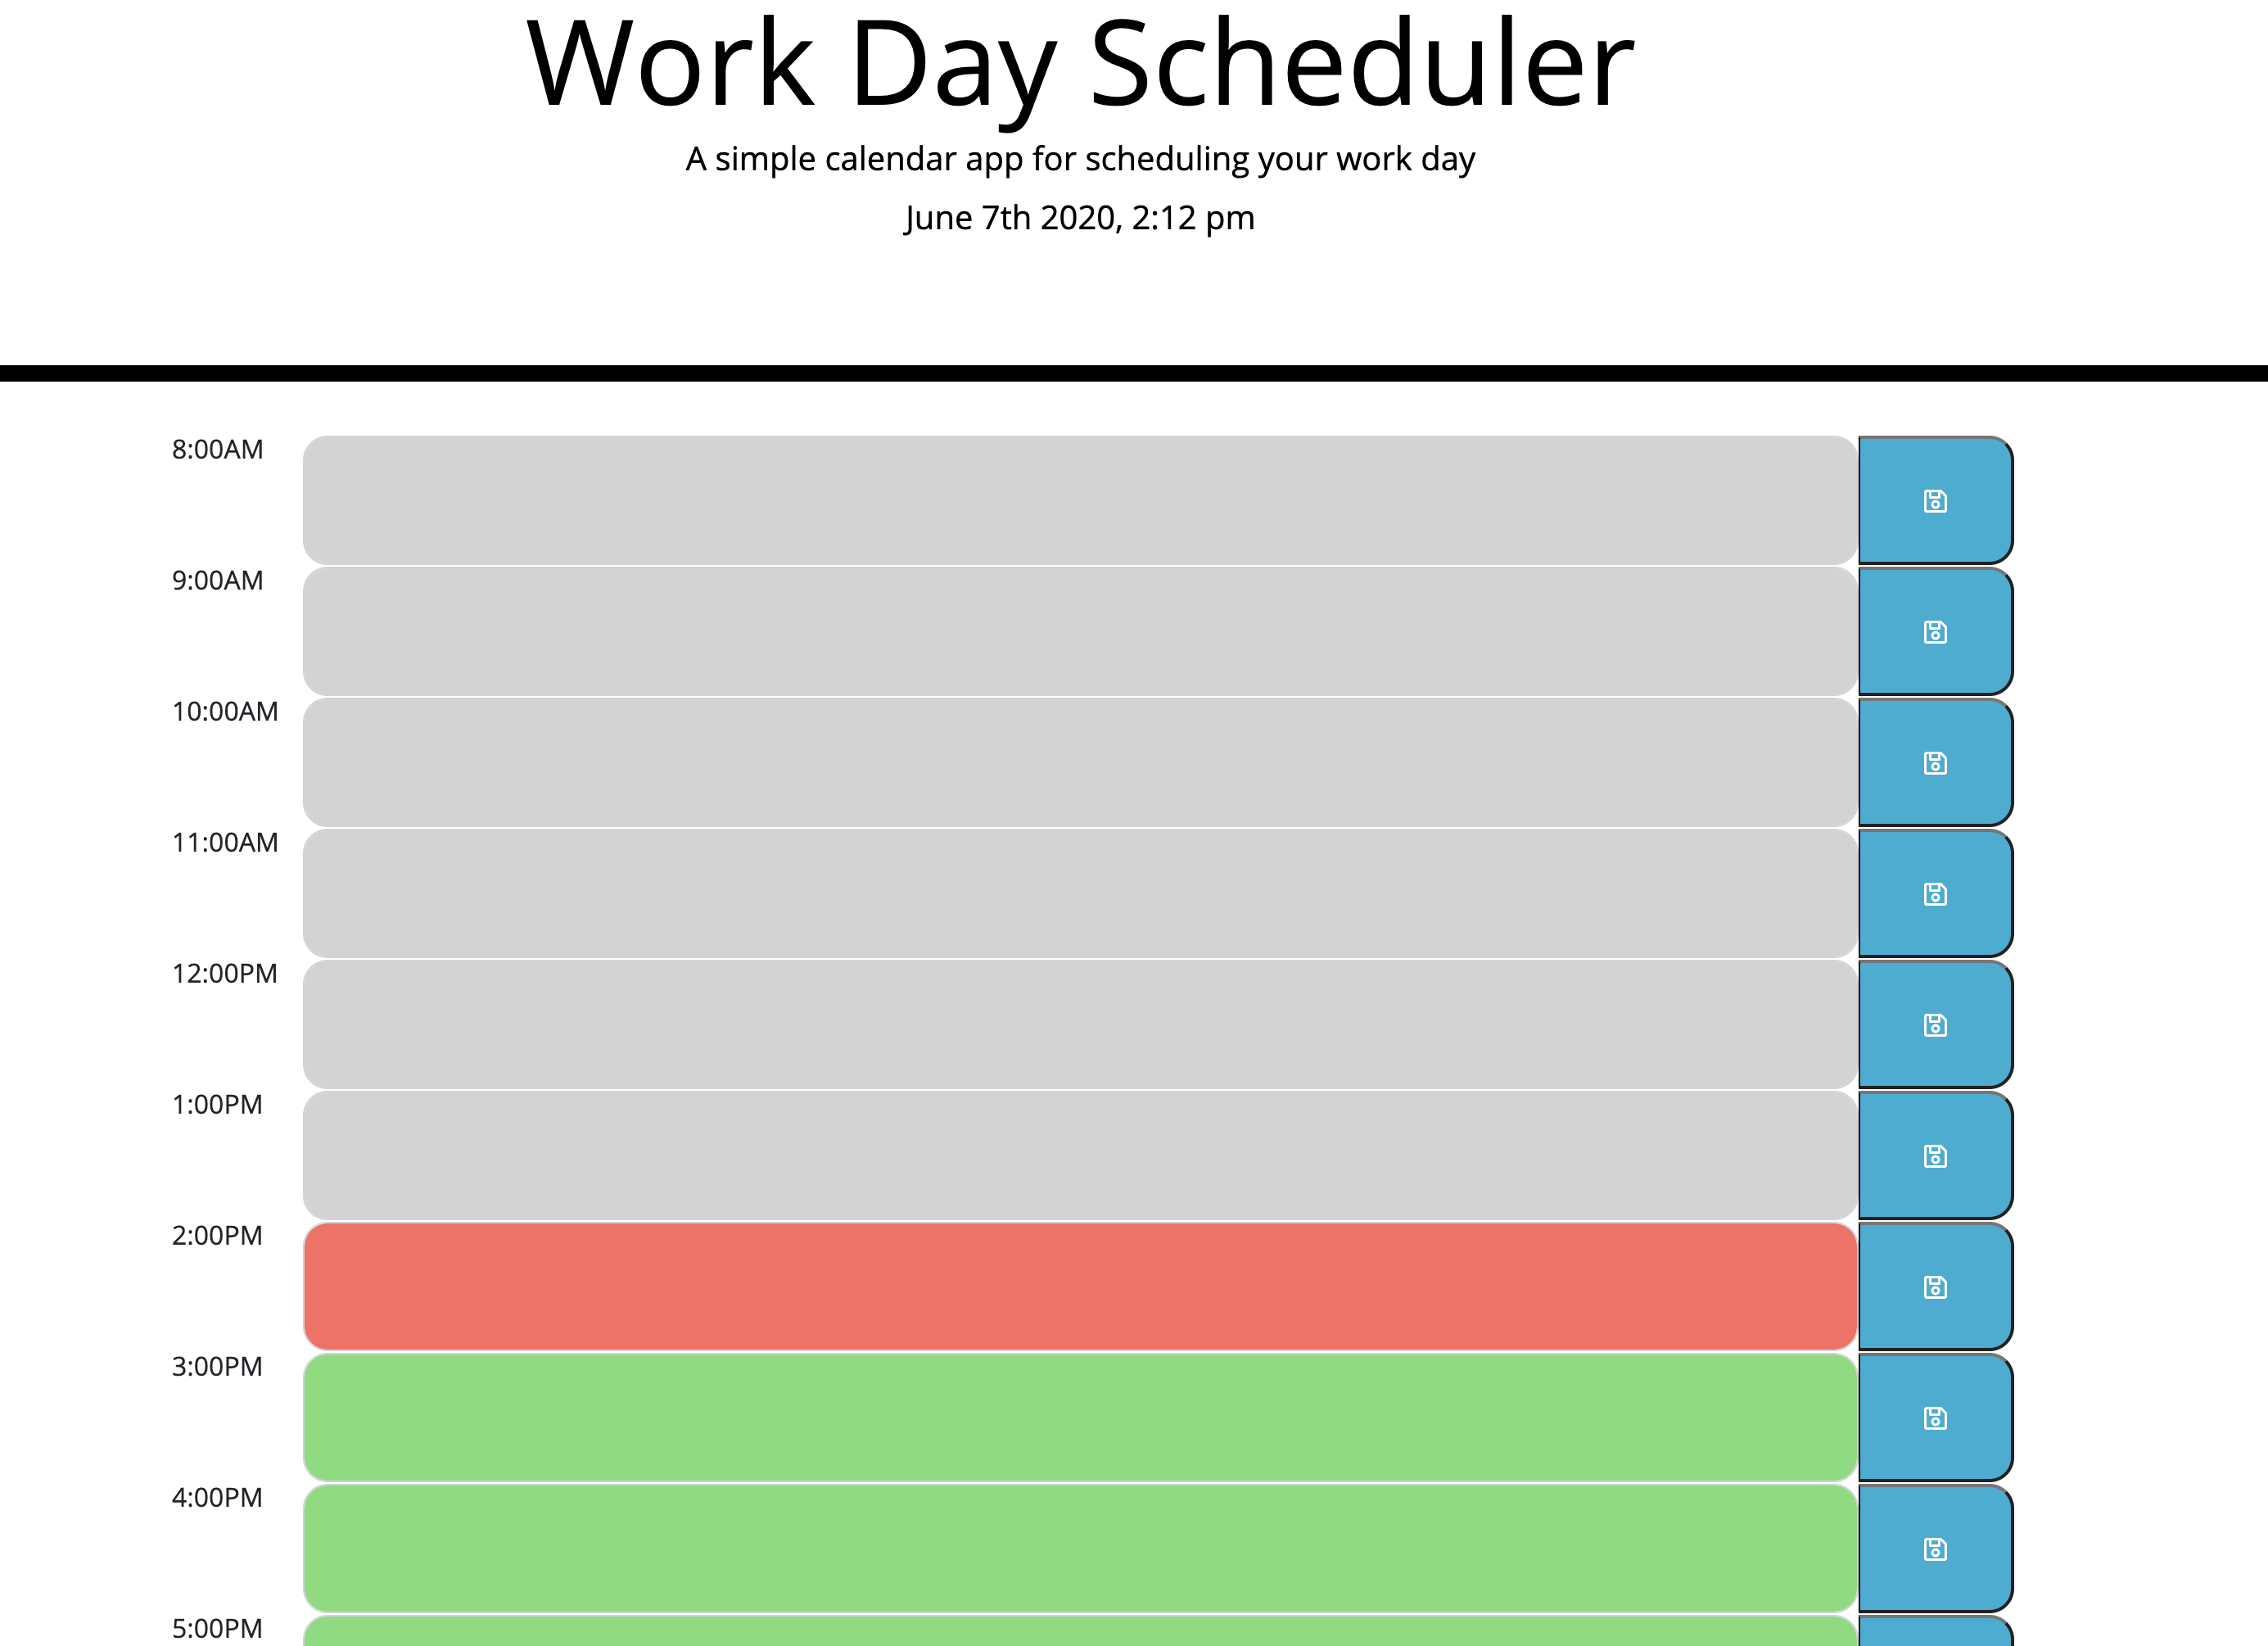 Work Day Scheduler
A simple calendar app for scheduling your work day
June 7th 2020, 2:12 pm
8:00AM
9:00AM
10:00AM
11:00AM
12:00PM
1:00PM
2:00PM
3:00PM
4:00PM
5:00PM